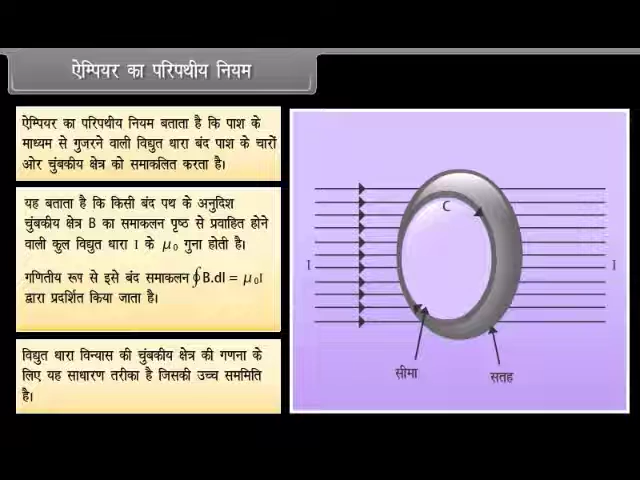 ऐम्पियर का परिपथीय नियम
ऐम्पियर का परिपथीय नियम बताता है कि पाश के
माध्यम से गुजरने वाली विद्युत धारा बंद पाश के चारों
ओर चुंबकीय क्षेत्र को समाकलित करता है।
यह बताता है कि किसी बंद पथ के अनुदिश
चुंबकीय क्षेत्र B का समाकलन पृष्ठ से प्रवाहित होने
वाली कुल विद्युत धारा I के μ₀ गुना होती है।
गणितीय रूप से इसे बंद समाकलन ∮B.dl = μ₀I
द्वारा प्रदर्शित किया जाता है।
विद्युत धारा विन्यास की चुंबकीय क्षेत्र की गणना के
लिए यह साधारण तरीका है जिसकी उच्च सममिति
है।
C
I
I
सीमा
सतह